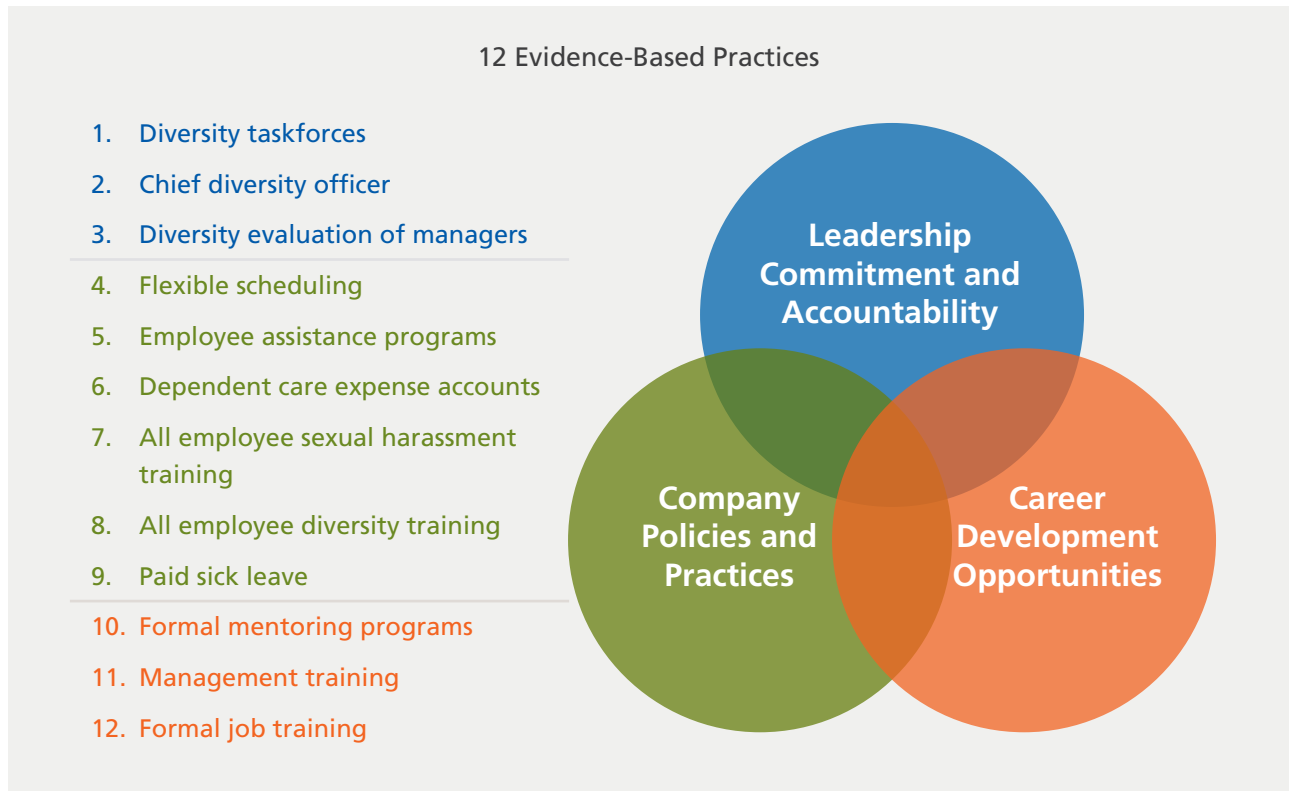 12 Evidence-Based Practices
1. Diversity taskforces
2. Chief diversity officer
3. Diversity evaluation of managers
4. Flexible scheduling
5. Employee assistance programs
6. Dependent care expense accounts
7. All employee sexual harassment
training
8. All employee diversity training
9. Paid sick leave
10. Formal mentoring programs
11. Management training
12. Formal job training
Leadership
Commitment and
Accountability
Company
Policies and
Practices
Career
Development
Opportunities